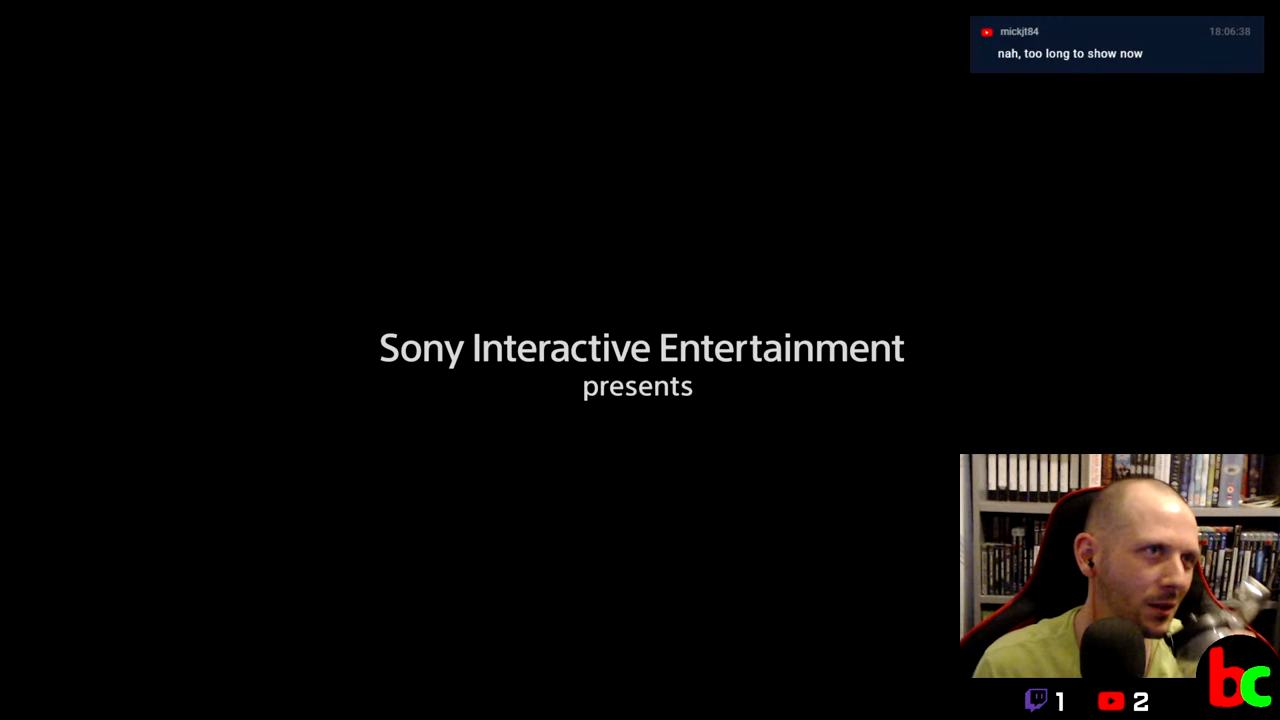 mickjt84 18:06:38
nah, too long to show now
Sony Interactive Entertainment
presents
1 2
bc